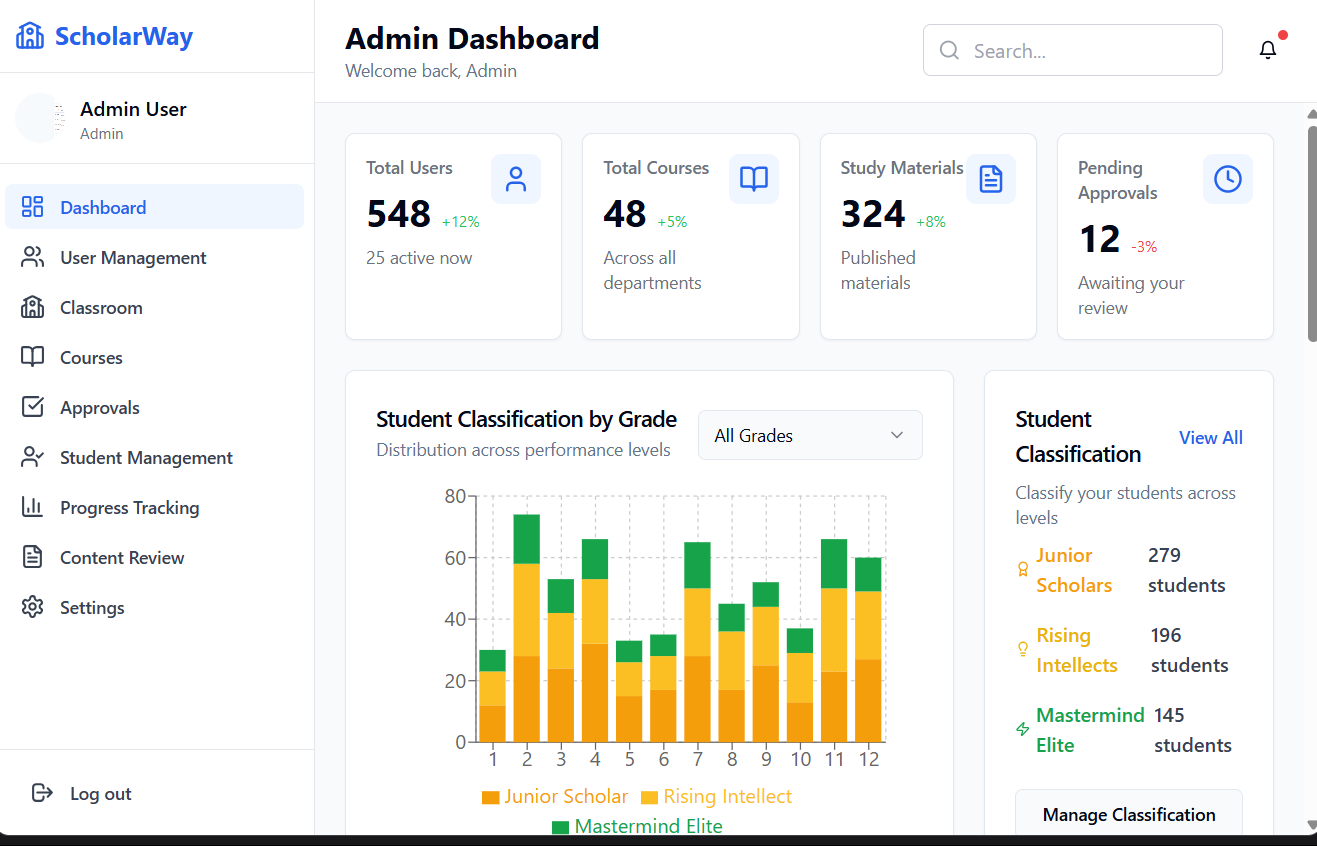 ScholarWay
Admin User
Admin
Dashboard
User Management
Classroom
Courses
Approvals
Student Management
Progress Tracking
Content Review
Settings
Log out
Admin Dashboard
Welcome back, Admin
Search...
Total Users
548 +12%
25 active now
Total Courses
48 +5%
Across all
departments
Study Materials
324 +8%
Published
materials
Pending
Approvals
12 -3%
Awaiting your
review
Student Classification by Grade
Distribution across performance levels
All Grades
80
60
40
20
0
1 2 3 4 5 6 7 8 9 10 11 12
Junior Scholar Rising Intellect
Mastermind Elite
Student
Classification
View All
Classify your students across
levels
Junior
Scholars
279
students
Rising
Intellects
196
students
Mastermind
Elite
145
students
Manage Classification